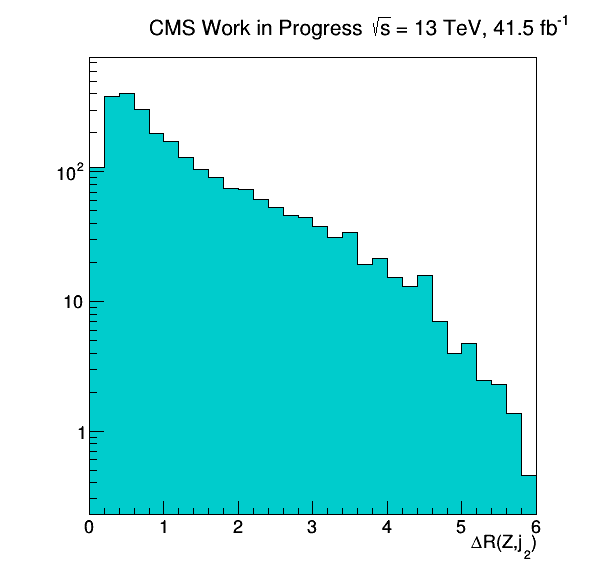 CMS Work in Progress √s = 13 TeV, 41.5 fb⁻¹
10²
10
1
0 1 2 3 4 5 6
ΔR(Z,j₂)